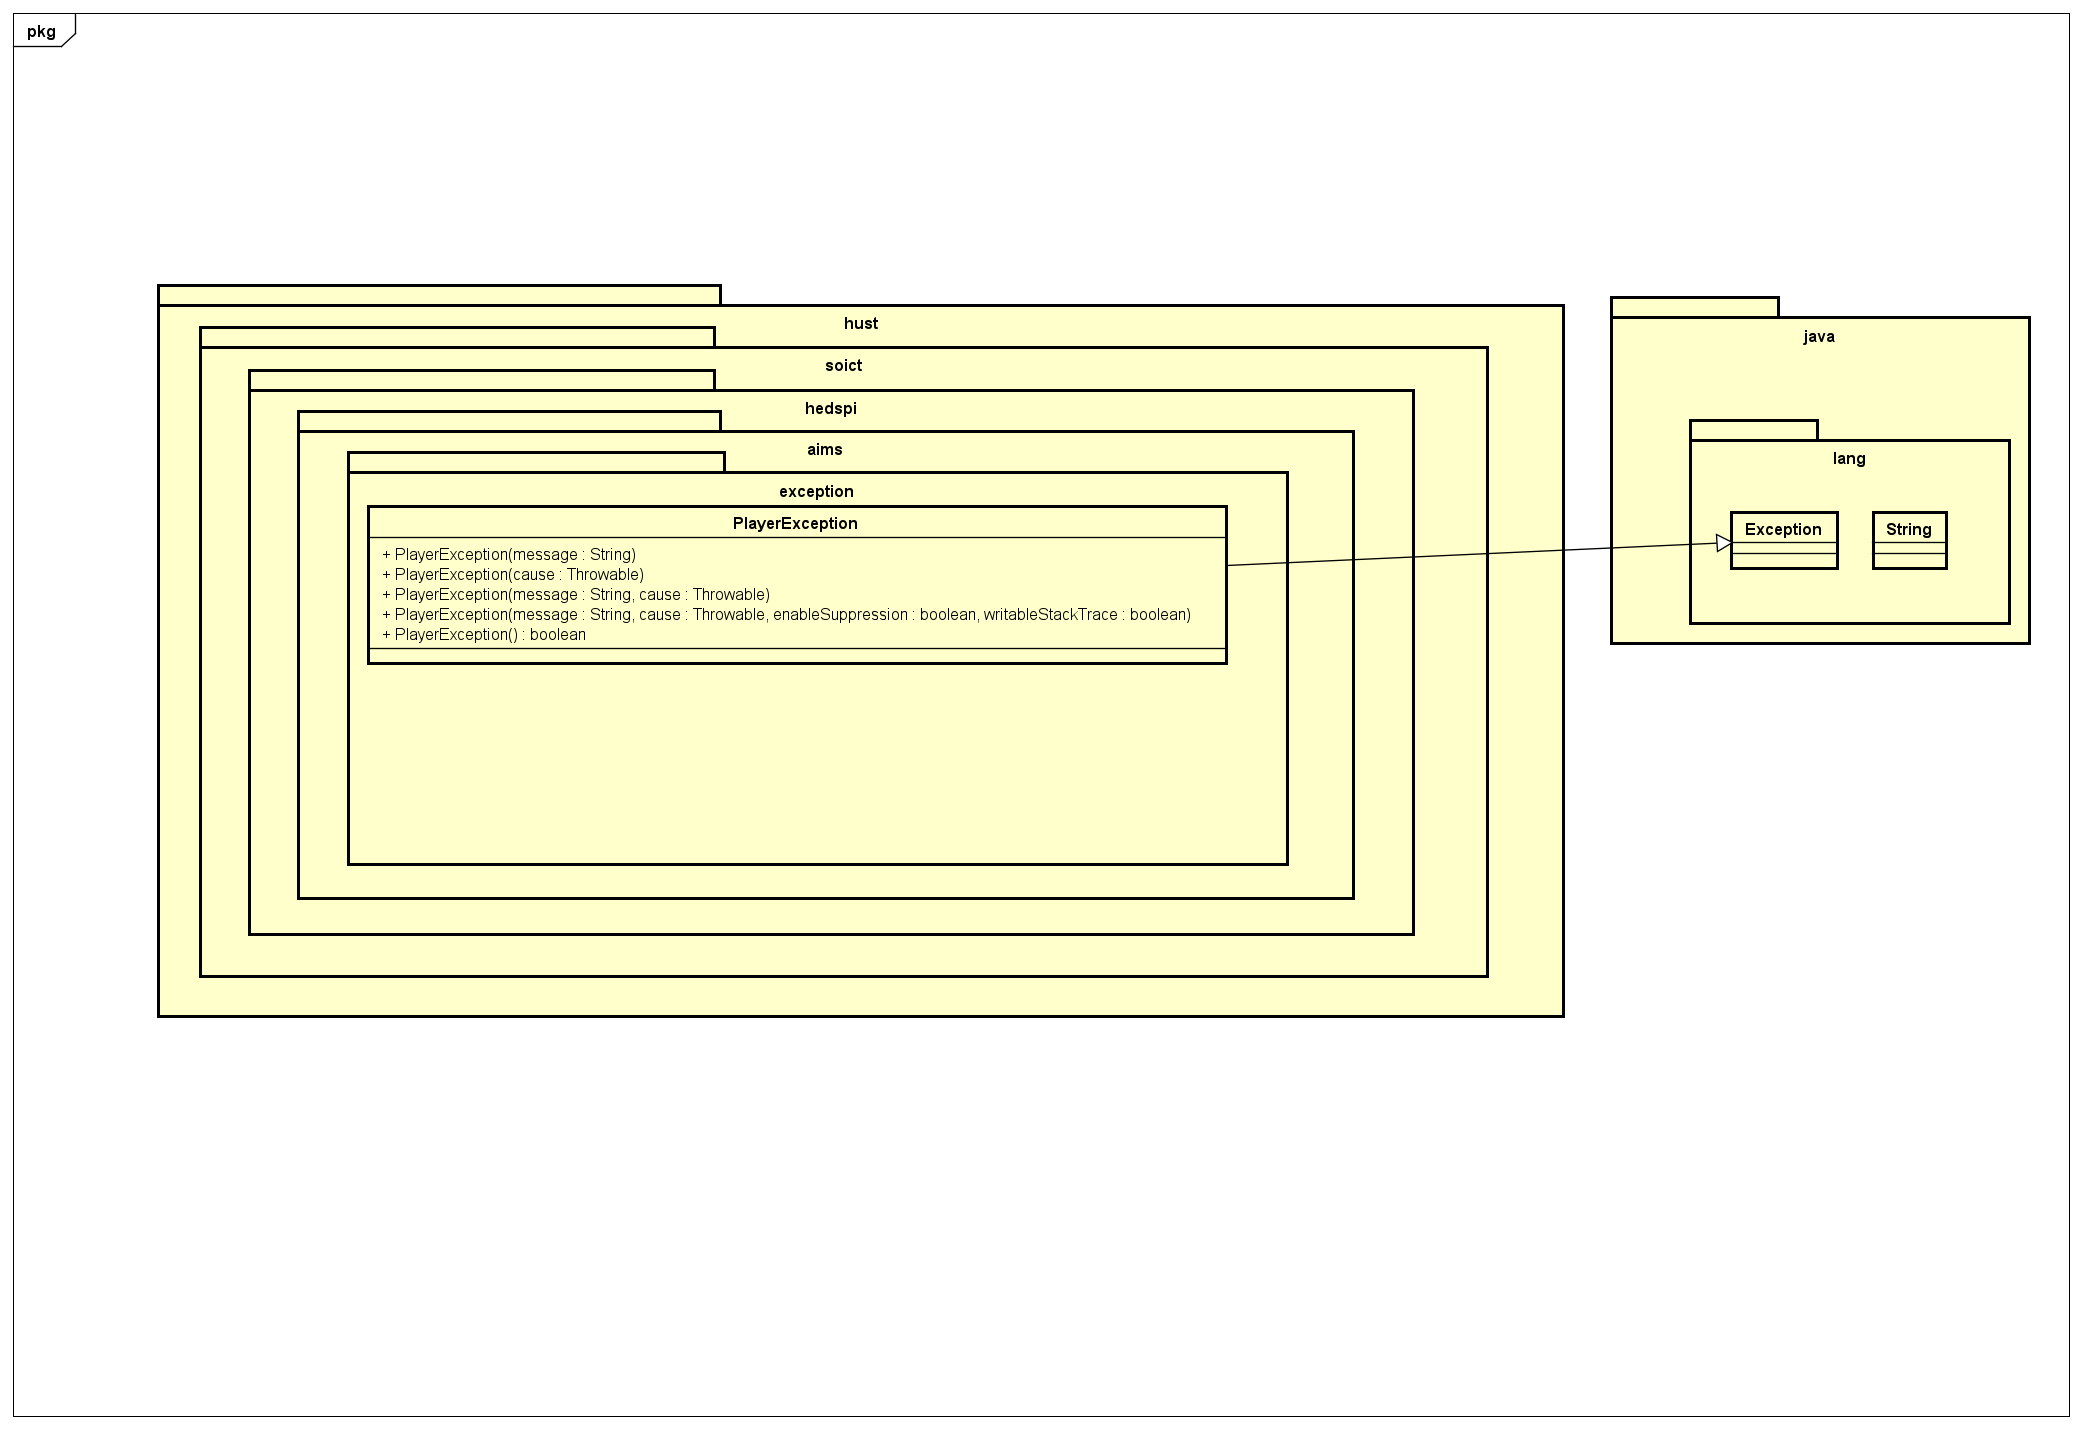 pkg
hust
soict
hedspi
aims
exception
PlayerException
+ PlayerException(message : String)
+ PlayerException(cause : Throwable)
+ PlayerException(message : String, cause : Throwable)
+ PlayerException(message : String, cause : Throwable, enableSuppression : boolean, writableStackTrace : boolean)
+ PlayerException() : boolean
java
lang
Exception
String